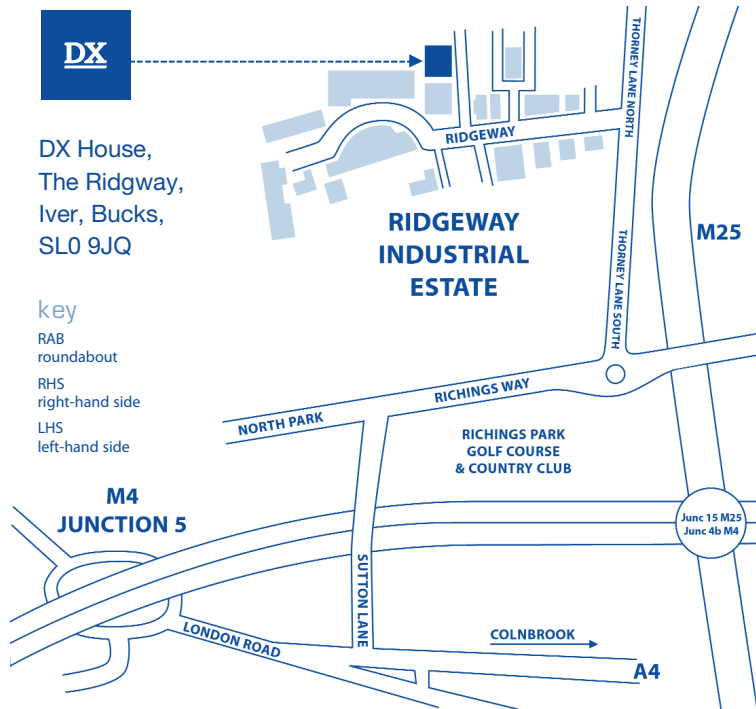 DX
DX House,
The Ridgway,
Iver, Bucks,
SL0 9JQ
key
RAB
roundabout
RHS
right-hand side
LHS
left-hand side
THORNEY LANE NORTH
RIDGEWAY
RIDGEWAY
INDUSTRIAL
ESTATE
M25
THORNEY LANE SOUTH
RICHINGS WAY
NORTH PARK
RICHINGS PARK
GOLF COURSE
& COUNTRY CLUB
M4
JUNCTION 5
Junc 15 M25
Junc 4b M4
SUTTON LANE
LONDON ROAD
COLNBROOK
A4